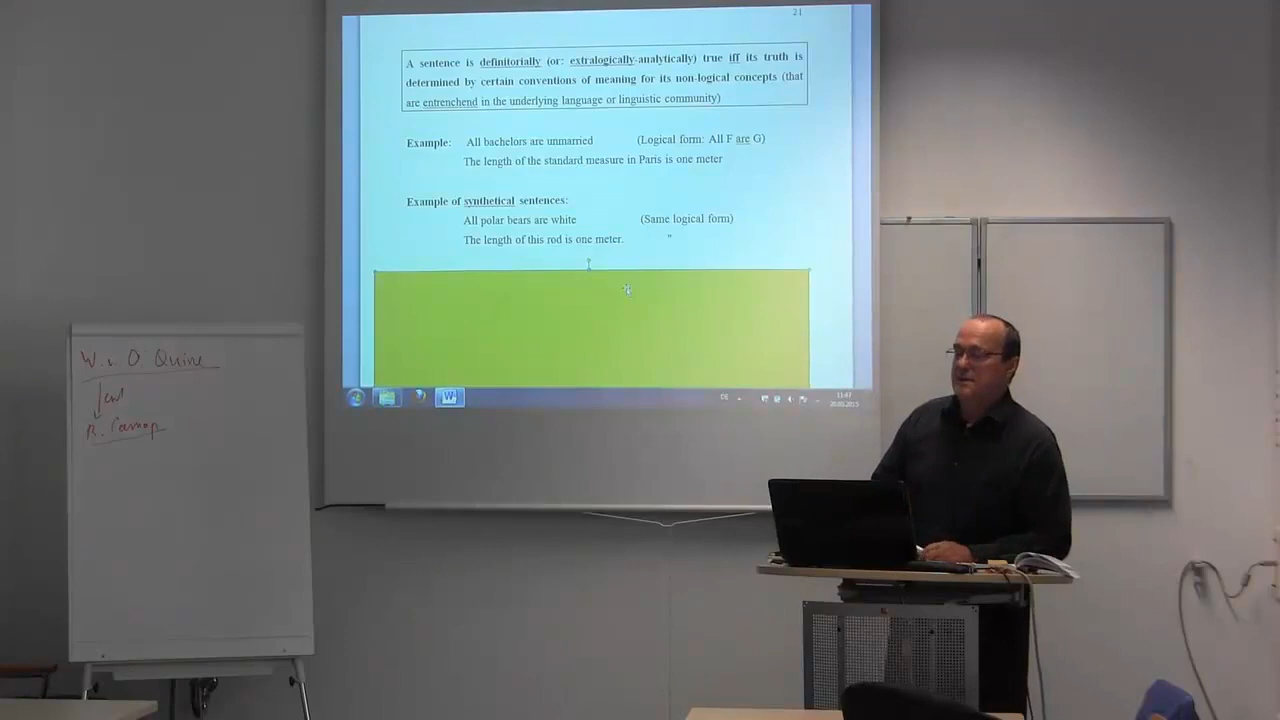 21
A sentence is definitorially (or: extralogically-analytically) true iff its truth is
determined by certain conventions of meaning for its non-logical concepts (that
are entrenchend in the underlying language or linguistic community)
Example: All bachelors are unmarried (Logical form: All F are G)
The length of the standard measure in Paris is one meter
Example of synthetical sentences:
All polar bears are white (Same logical form)
The length of this rod is one meter. "
DE
11:47
W. v. O. Quine
R. Carnap